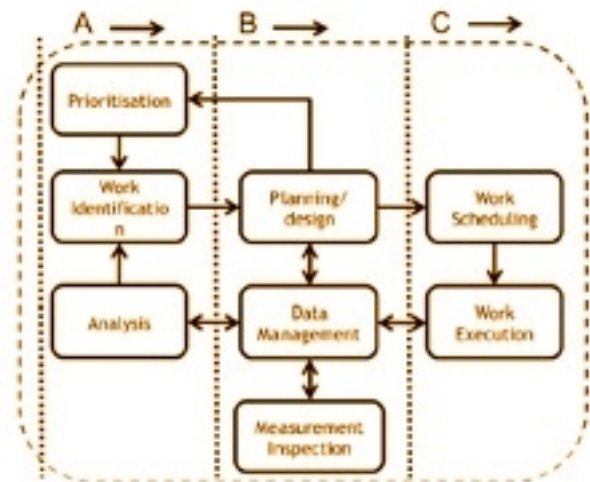 A B C
Prioritisation
Work
Identificatio
n
Planning/
design
Work
Scheduling
Analysis
Data
Management
Work
Execution
Measurement
Inspection